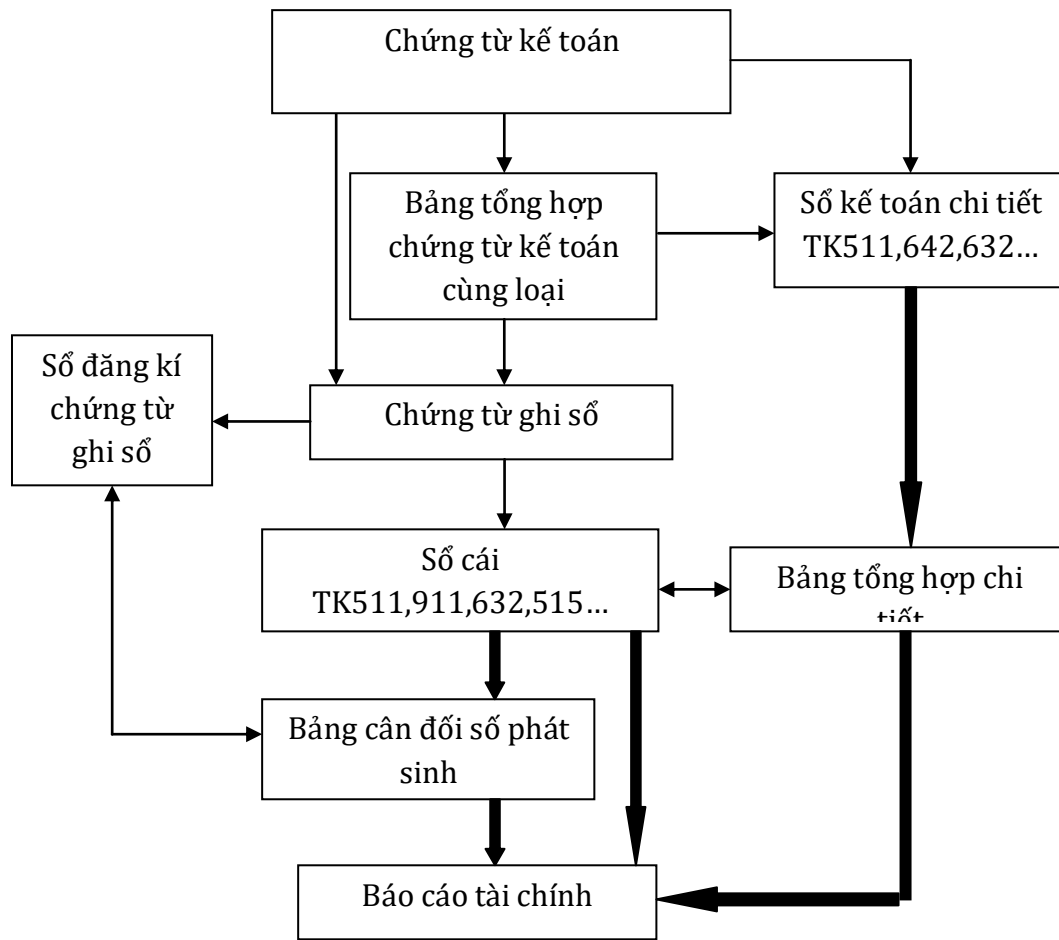 Chứng từ kế toán
Bảng tổng hợp
chứng từ kế toán
cùng loại
Sổ kế toán chi tiết
TK511,642,632...
Sổ đăng kí
chứng từ
ghi sổ
Chứng từ ghi sổ
Sổ cái
TK511,911,632,515...
Bảng tổng hợp chi
tiết
Bảng cân đối số phát
sinh
Báo cáo tài chính